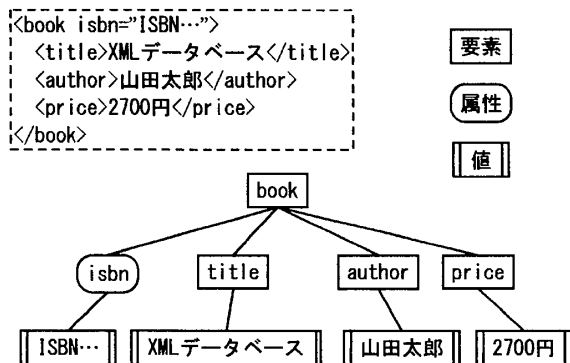 <book isbn="ISBN…">
<title>XMLデータベース</title>
<author>山田太郎</author>
<price>2700円</price>
</book>
要素
属性
値
book
isbn title author price
ISBN… XMLデータベース 山田太郎 2700円